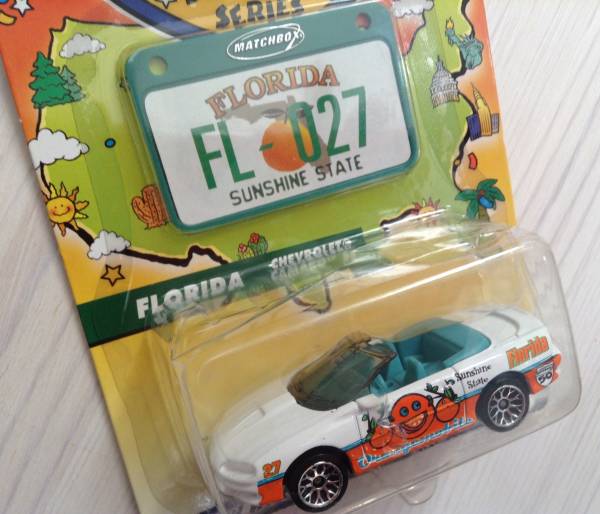 SERIES
MATCHBOX
FLORIDA
FL-027
SUNSHINE STATE
FLORIDA
CHEVROLET
Florida
Sunshine
State
27